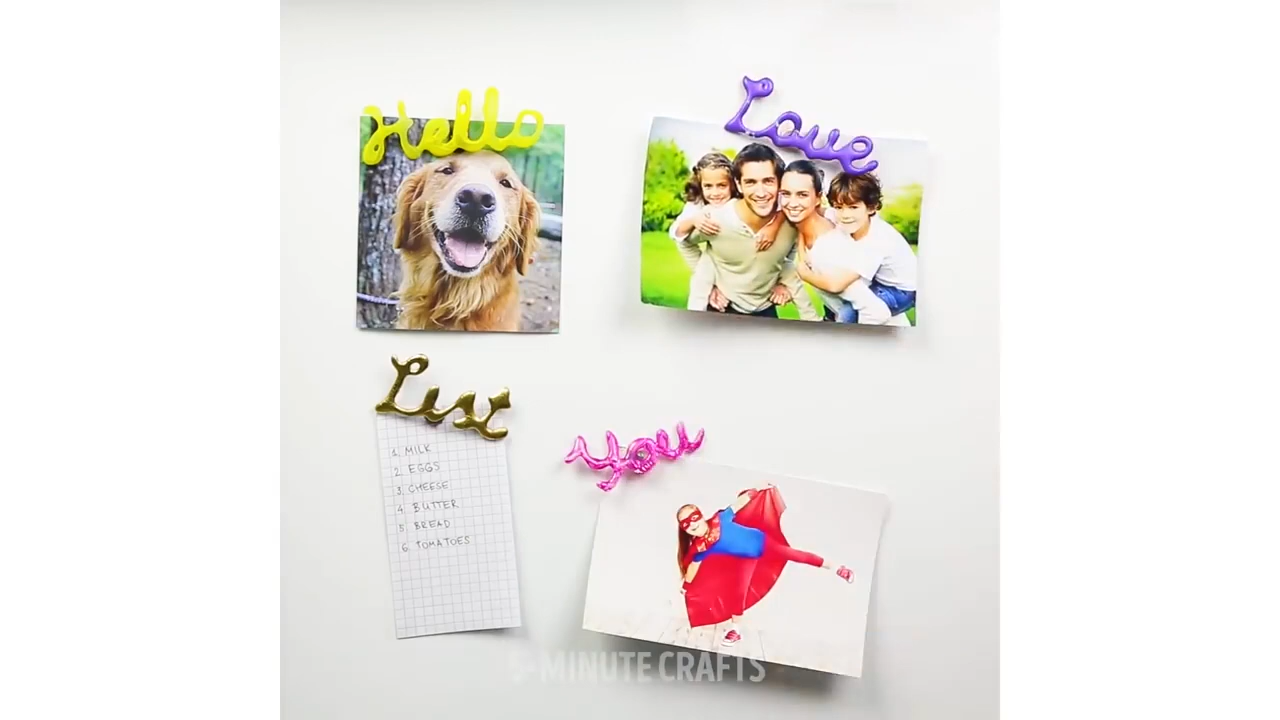 Hello
Love
List
1. MILK
2. EGGS
3. CHEESE
4. BUTTER
5. BREAD
6. TOMATOES
you
5-MINUTE CRAFTS